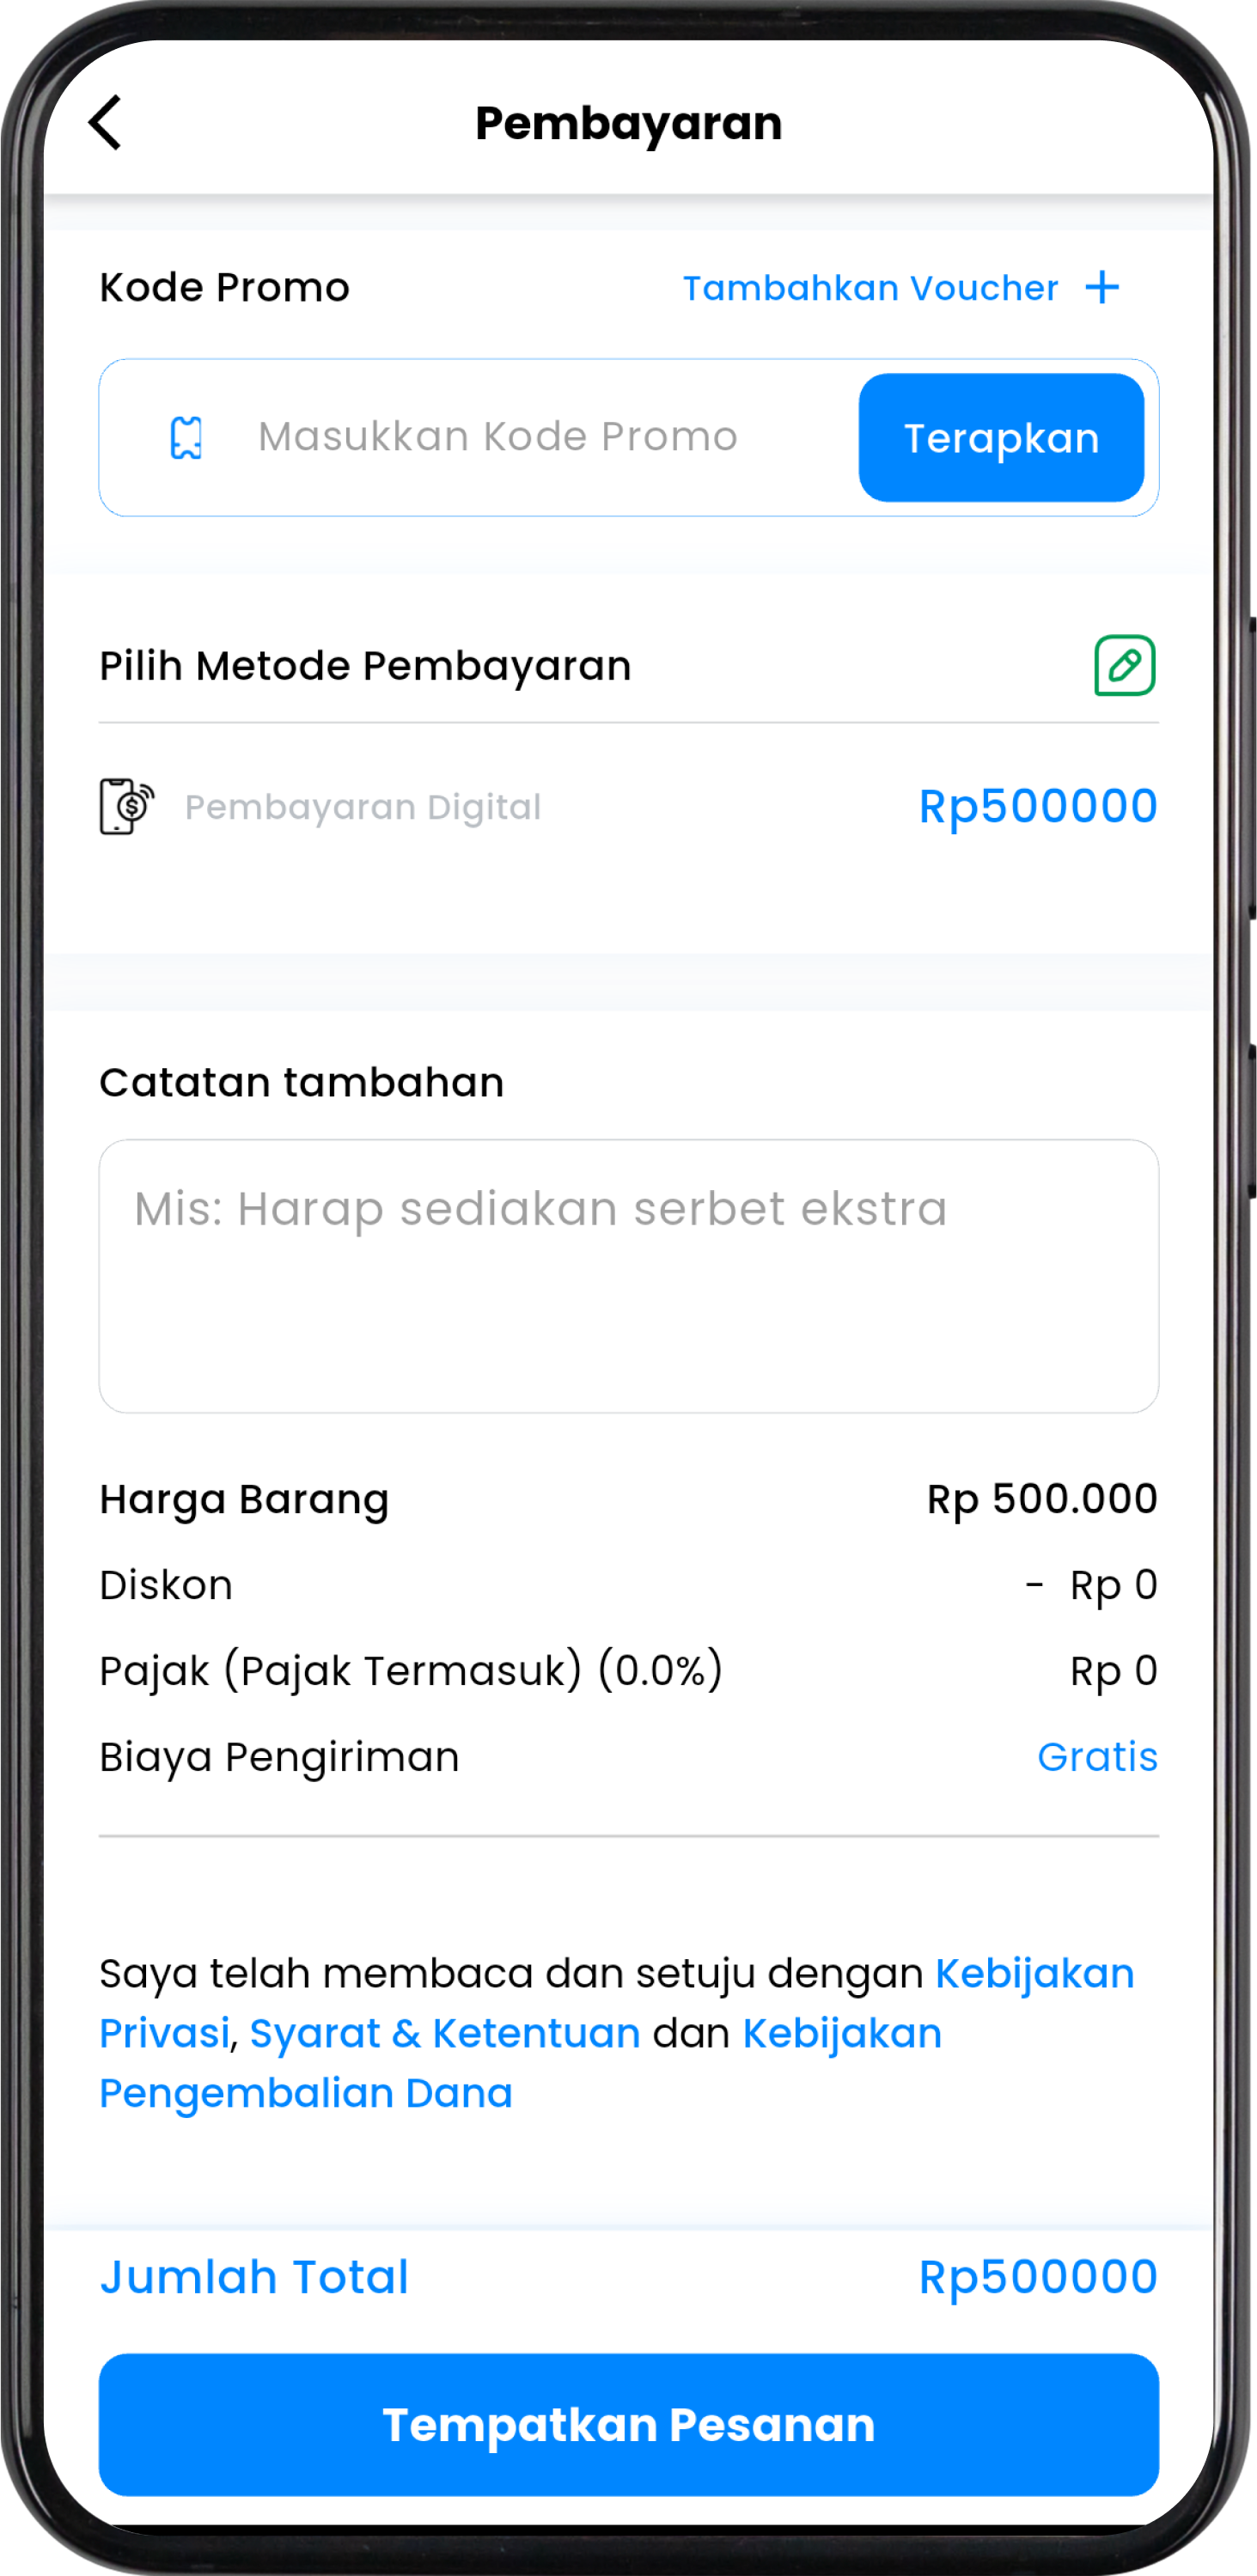 Pembayaran
Kode Promo
Tambahkan Voucher +
Masukkan Kode Promo
Terapkan
Pilih Metode Pembayaran
Pembayaran Digital
Rp500000
Catatan tambahan
Mis: Harap sediakan serbet ekstra
Harga Barang
Rp 500.000
Diskon
- Rp 0
Pajak (Pajak Termasuk) (0.0%)
Rp 0
Biaya Pengiriman
Gratis
Saya telah membaca dan setuju dengan Kebijakan
Privasi, Syarat & Ketentuan dan Kebijakan
Pengembalian Dana
Jumlah Total
Rp500000
Tempatkan Pesanan